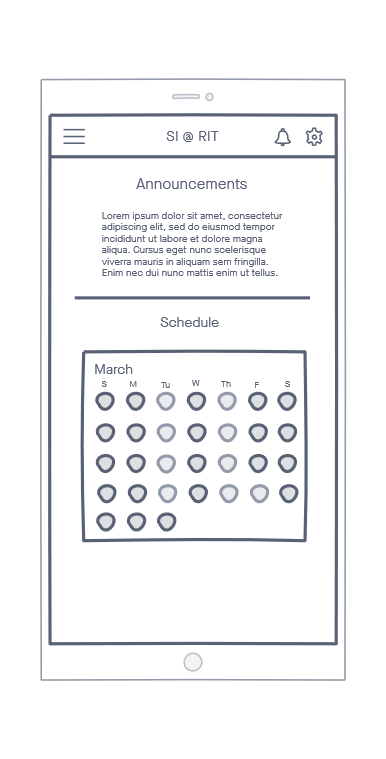 SI @ RIT
Announcements
Lorem ipsum dolor sit amet, consectetur
adipiscing elit, sed do eiusmod tempor
incididunt ut labore et dolore magna
aliqua. Cursus eget nunc scelerisque
viverra mauris in aliquam sem fringilla.
Enim nec dui nunc mattis enim ut tellus.
Schedule
March
S M Tu W Th F S